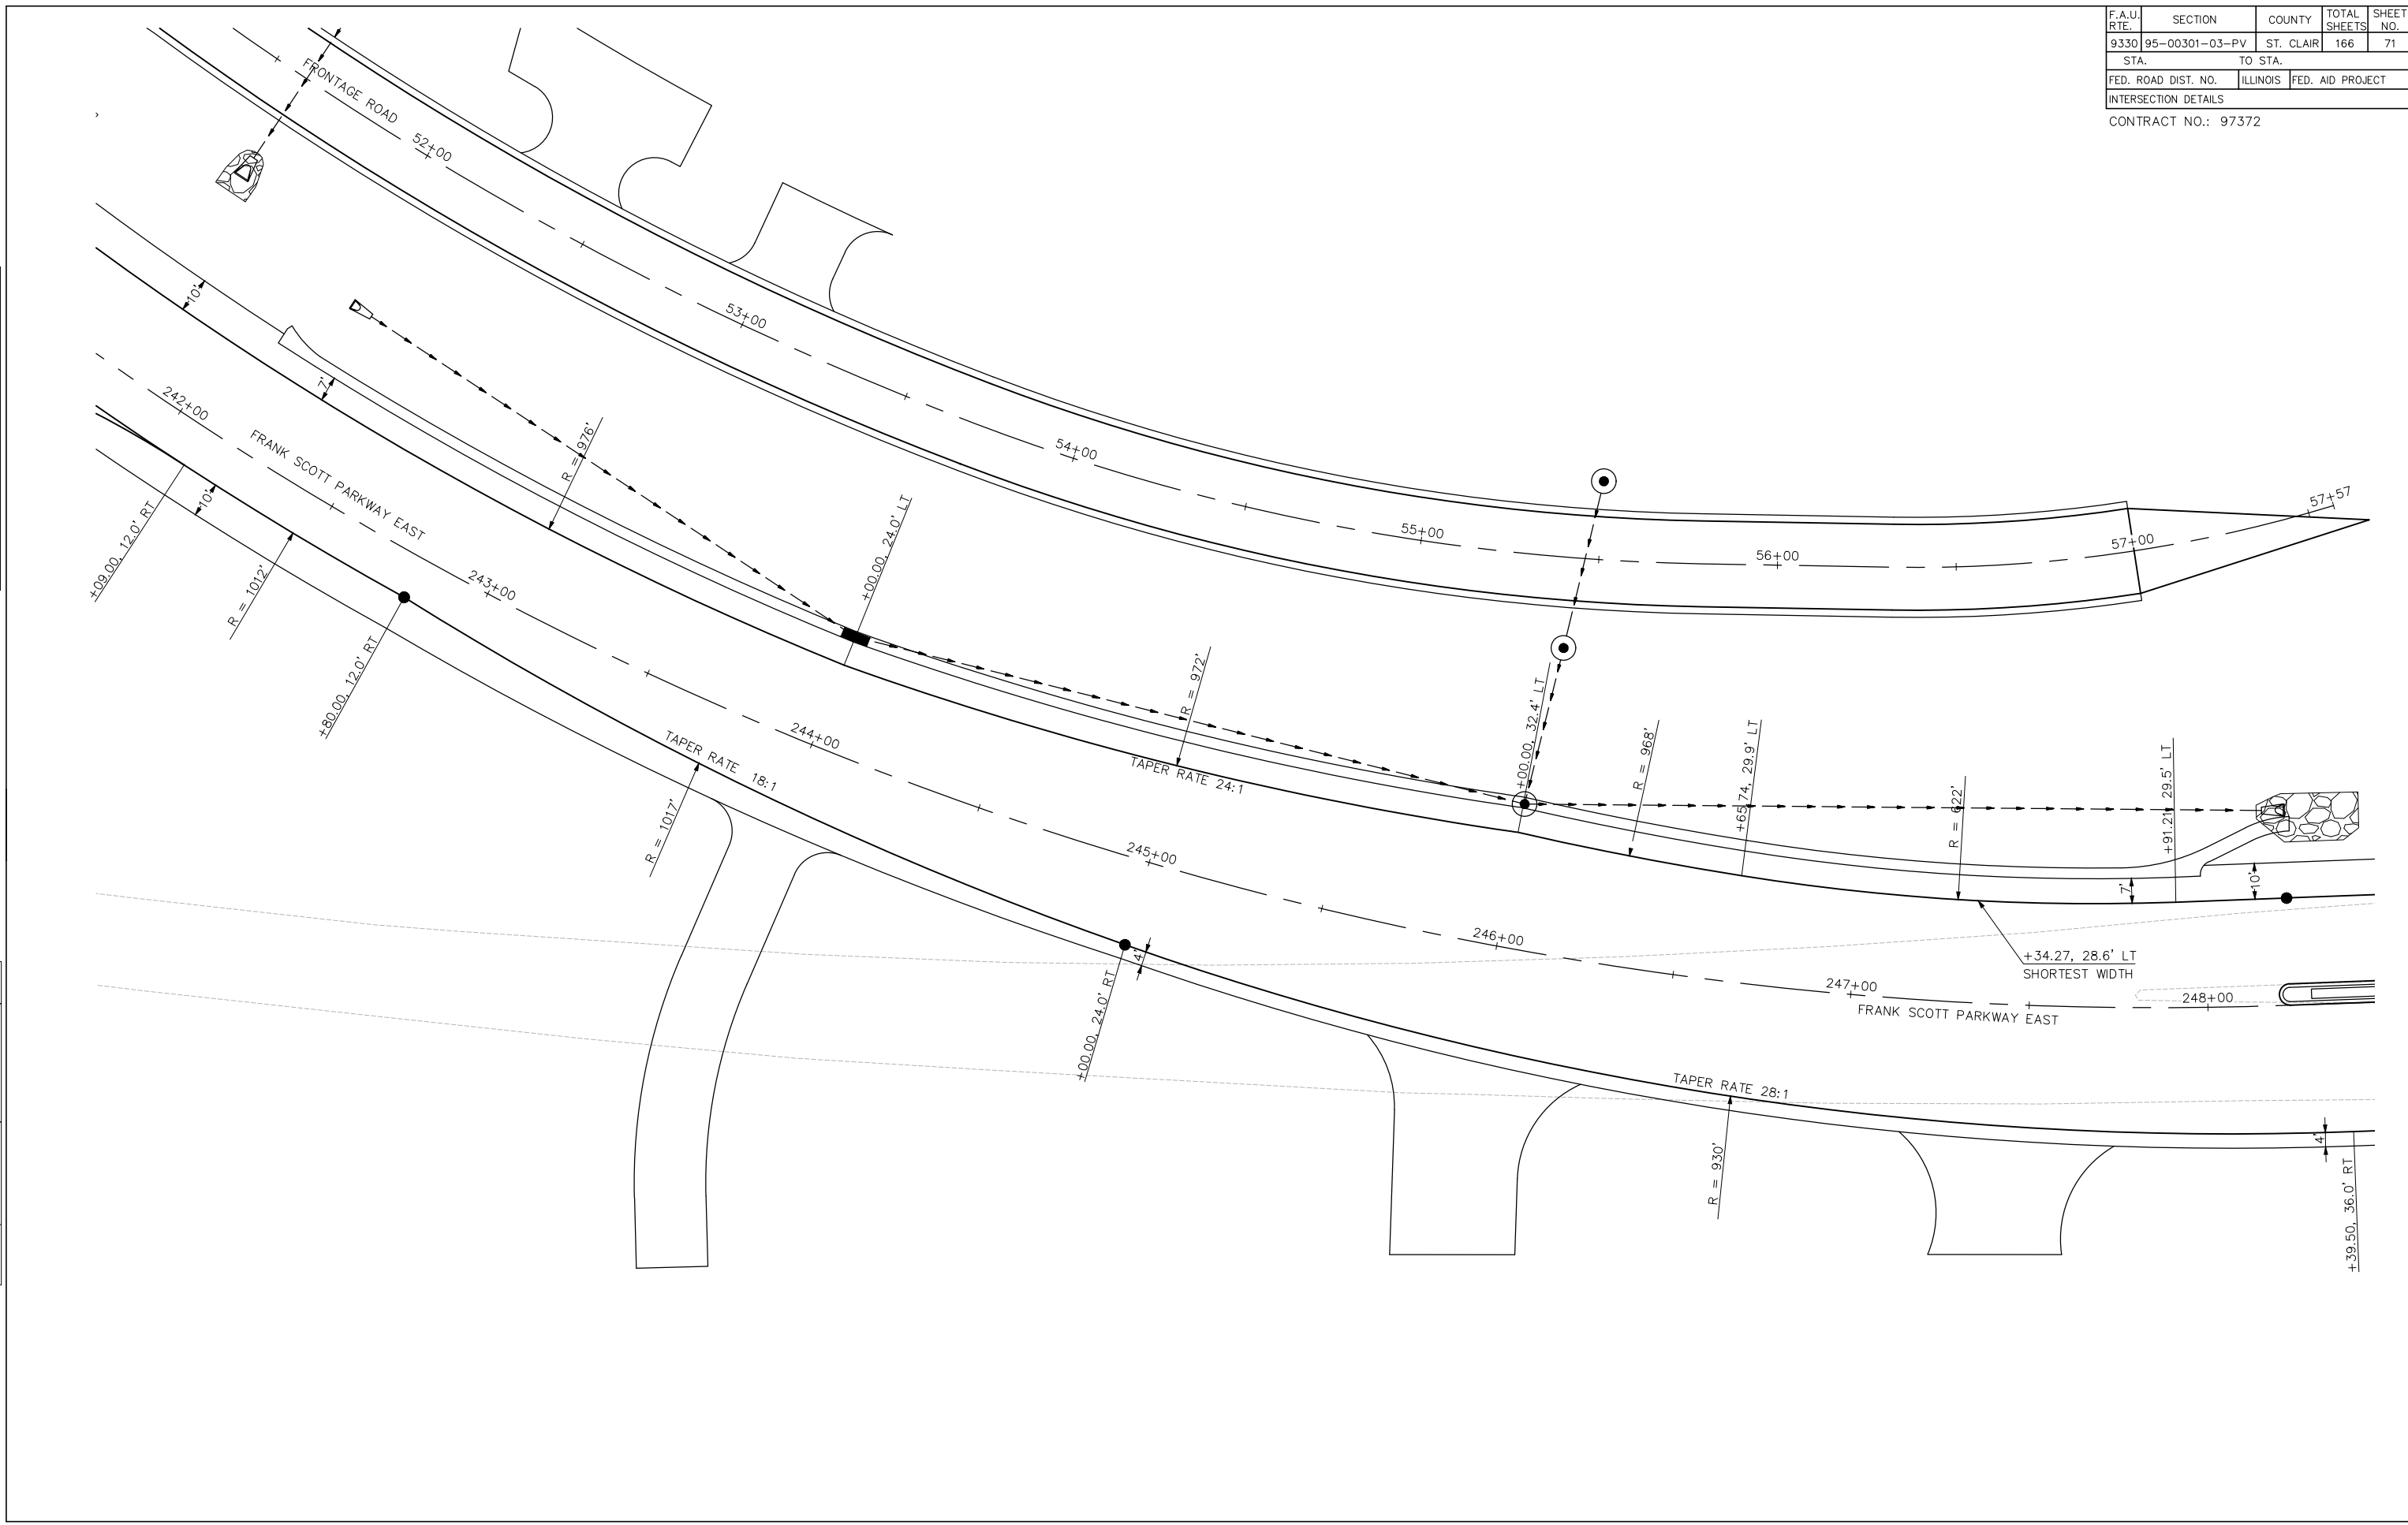 F.A.U. RTE. SECTION COUNTY TOTAL SHEETS SHEET NO.
9330 95-00301-03-PV ST. CLAIR 166 71
STA. TO STA.
FED. ROAD DIST. NO. ILLINOIS FED. AID PROJECT
INTERSECTION DETAILS
CONTRACT NO.: 97372
FRONTAGE ROAD
52+00
53+00
54+00
55+00
56+00
57+00
57+57
10'
7'
242+00
FRANK SCOTT PARKWAY EAST
243+00
244+00
245+00
246+00
247+00
248+00
FRANK SCOTT PARKWAY EAST
R = 976'
+00.00, 24.0' LT
R = 972'
TAPER RATE 24:1
+00.00, 32.4' LT
R = 968'
+65.74, 29.9' LT
R = 622'
+91.21, 29.5' LT
7'
10'
+34.27, 28.6' LT
SHORTEST WIDTH
+09.00, 12.0' RT
10'
R = 1012'
+80.00, 12.0' RT
TAPER RATE 18:1
R = 1017'
4'
+00.00, 24.0' RT
TAPER RATE 28:1
R = 930'
4'
+39.50, 36.0' RT